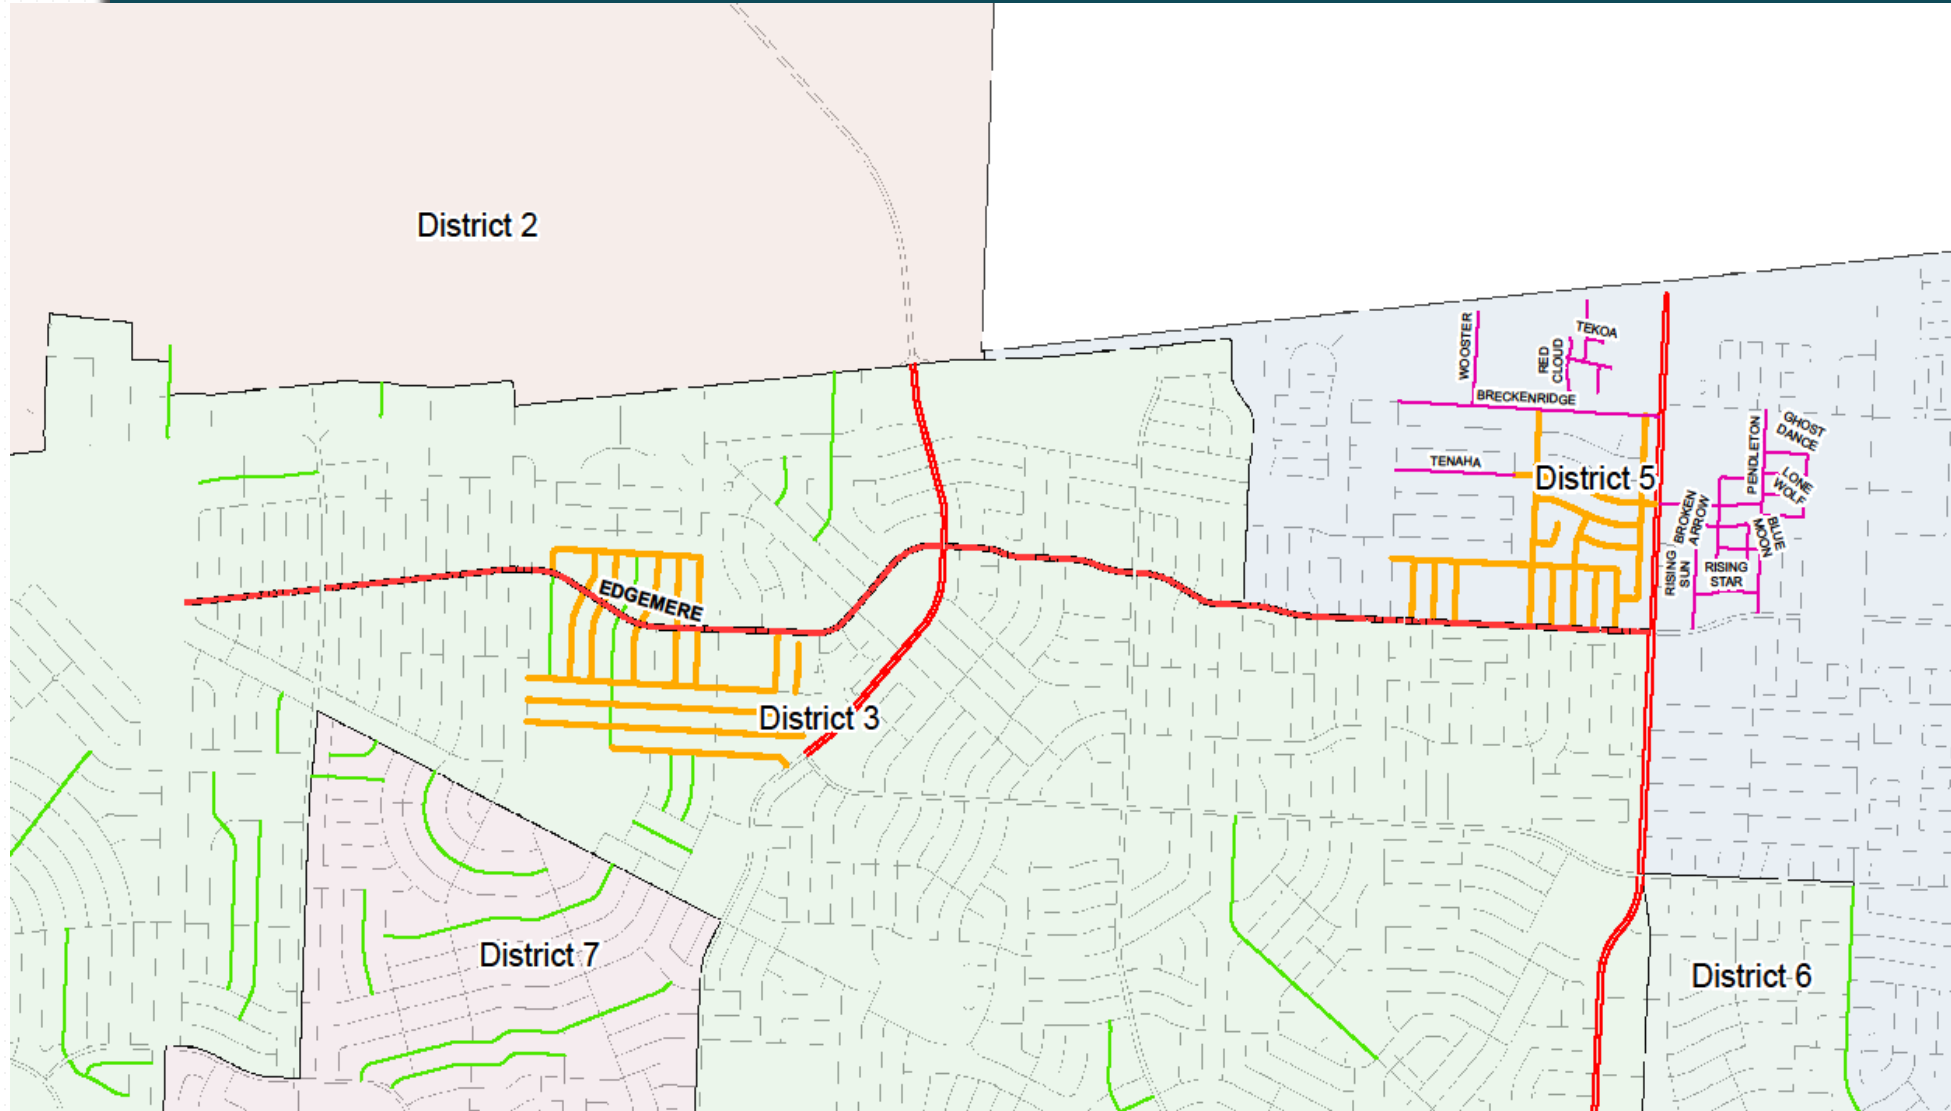 District 2
WOOSTER
TEKOA
RED
CLOUD
BRECKENRIDGE
GHOST
DANCE
PENDLETON
TENAHA
District 5
LONE
WOLF
BROKEN
ARROW
BLUE
MOON
RISING
SUN
RISING
STAR
EDGEMERE
District 3
District 7
District 6